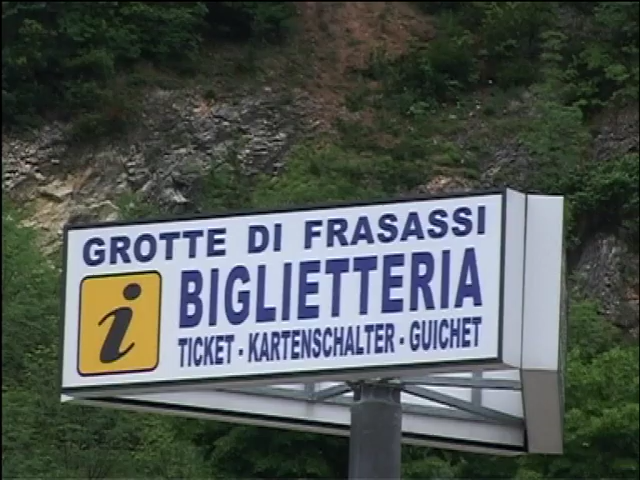 GROTTE DI FRASASSI
i BIGLIETTERIA
TICKET - KARTENSCHALTER - GUICHET